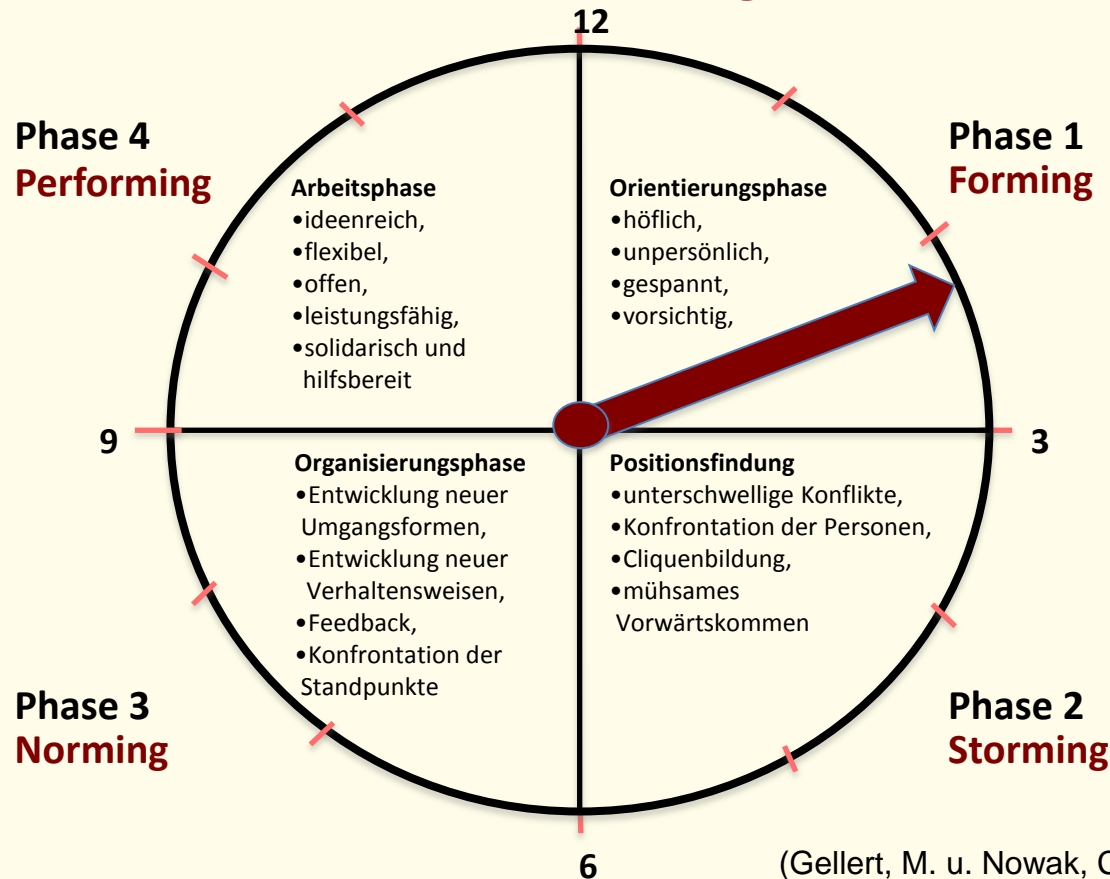 12
Phase 4
Performing
Phase 1
Forming
Arbeitsphase
•ideenreich,
•flexibel,
•offen,
•leistungsfähig,
•solidarisch und
hilfsbereit
Orientierungsphase
•höflich,
•unpersönlich,
•gespannt,
•vorsichtig,
9
3
Organisierungsphase
•Entwicklung neuer
Umgangsformen,
•Entwicklung neuer
Verhaltensweisen,
•Feedback,
•Konfrontation der
Standpunkte
Positionsfindung
•unterschwellige Konflikte,
•Konfrontation der Personen,
•Cliquenbildung,
•mühsames
Vorwärtskommen
Phase 3
Norming
Phase 2
Storming
6
(Gellert, M. u. Nowak,